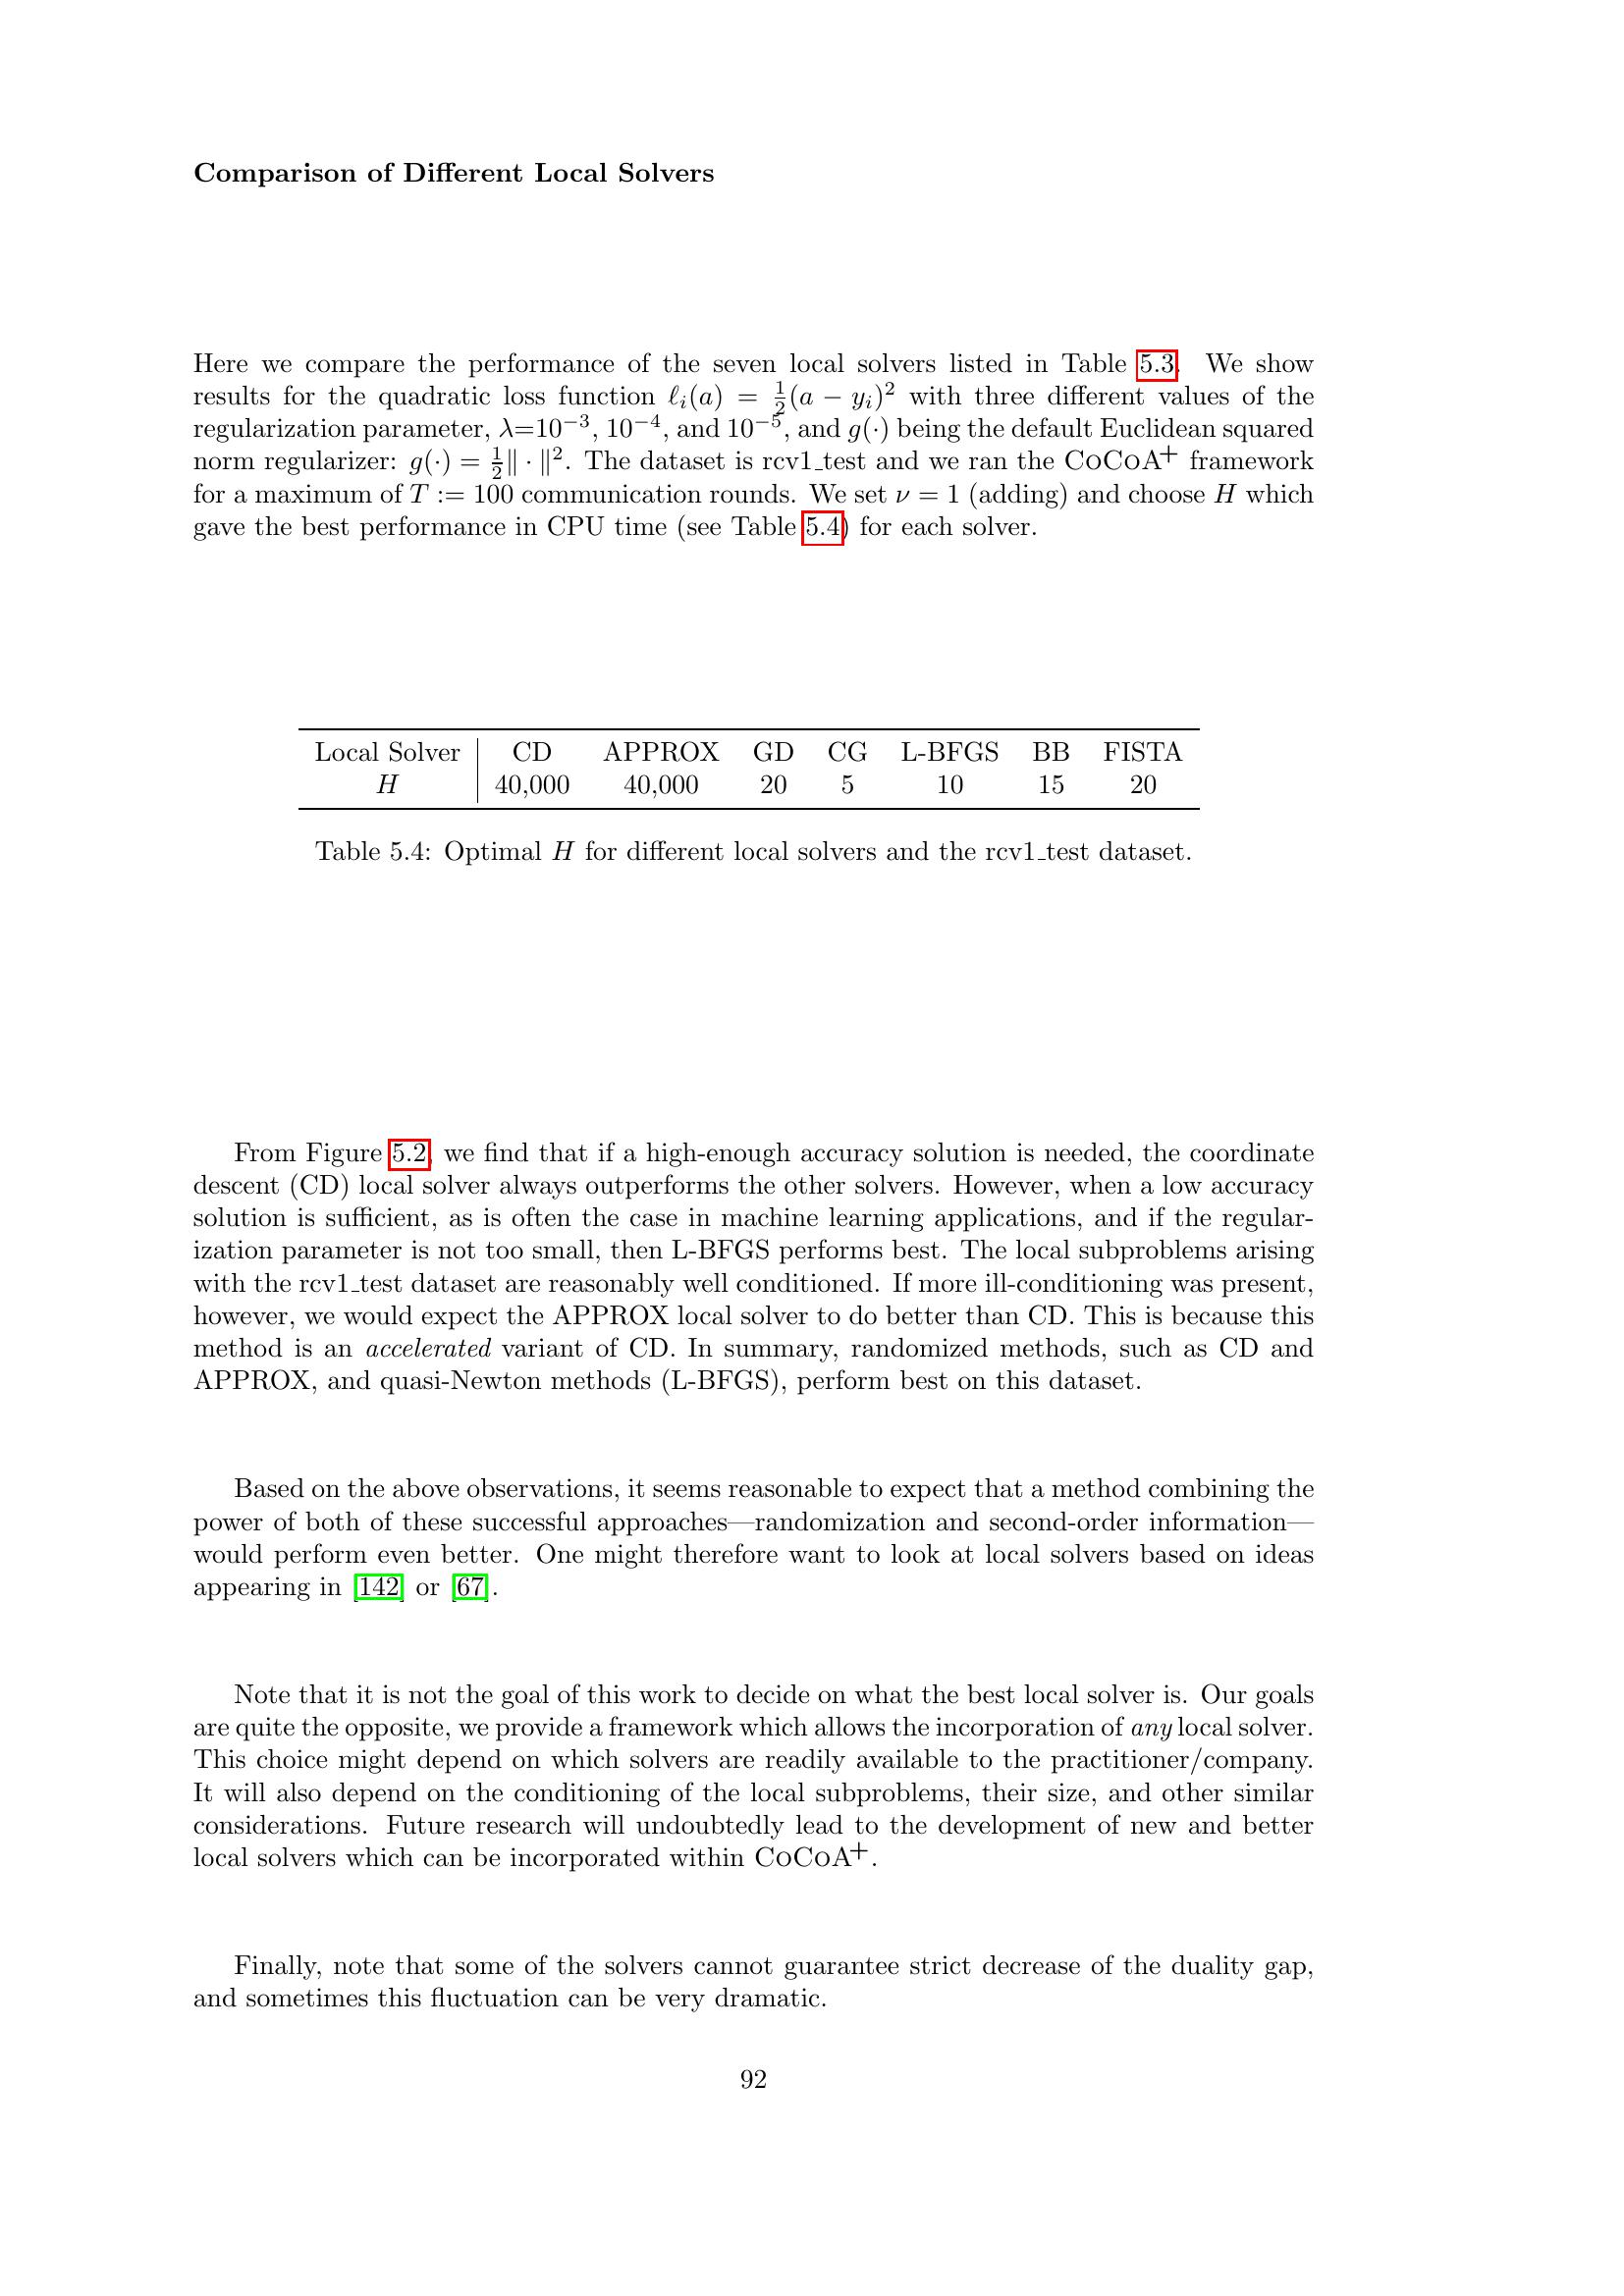 Comparison of Different Local Solvers
Here we compare the performance of the seven local solvers listed in Table 5.3. We show
results for the quadratic loss function ℓᵢ(a) = ½(a − yᵢ)² with three different values of the
regularization parameter, λ=10⁻³, 10⁻⁴, and 10⁻⁵, and g(·) being the default Euclidean squared
norm regularizer: g(·) = ½‖ · ‖². The dataset is rcv1_test and we ran the CoCoA⁺ framework
for a maximum of T := 100 communication rounds. We set ν = 1 (adding) and choose H which
gave the best performance in CPU time (see Table 5.4) for each solver.
Local Solver CD APPROX GD CG L-BFGS BB FISTA
H 40,000 40,000 20 5 10 15 20
Table 5.4: Optimal H for different local solvers and the rcv1_test dataset.
From Figure 5.2, we find that if a high-enough accuracy solution is needed, the coordinate
descent (CD) local solver always outperforms the other solvers. However, when a low accuracy
solution is sufficient, as is often the case in machine learning applications, and if the regular-
ization parameter is not too small, then L-BFGS performs best. The local subproblems arising
with the rcv1_test dataset are reasonably well conditioned. If more ill-conditioning was present,
however, we would expect the APPROX local solver to do better than CD. This is because this
method is an accelerated variant of CD. In summary, randomized methods, such as CD and
APPROX, and quasi-Newton methods (L-BFGS), perform best on this dataset.
Based on the above observations, it seems reasonable to expect that a method combining the
power of both of these successful approaches—randomization and second-order information—
would perform even better. One might therefore want to look at local solvers based on ideas
appearing in [142] or [67].
Note that it is not the goal of this work to decide on what the best local solver is. Our goals
are quite the opposite, we provide a framework which allows the incorporation of any local solver.
This choice might depend on which solvers are readily available to the practitioner/company.
It will also depend on the conditioning of the local subproblems, their size, and other similar
considerations. Future research will undoubtedly lead to the development of new and better
local solvers which can be incorporated within CoCoA⁺.
Finally, note that some of the solvers cannot guarantee strict decrease of the duality gap,
and sometimes this fluctuation can be very dramatic.
92